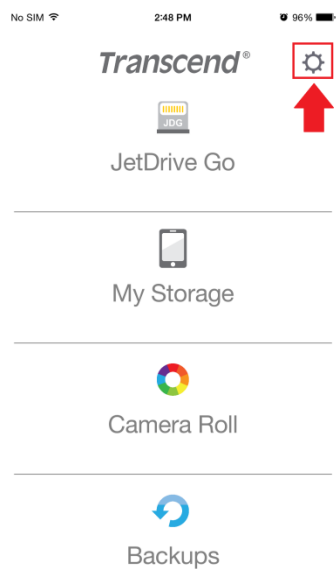 No SIM 2:48 PM 96%
Transcend®
JDG
JetDrive Go
My Storage
Camera Roll
Backups